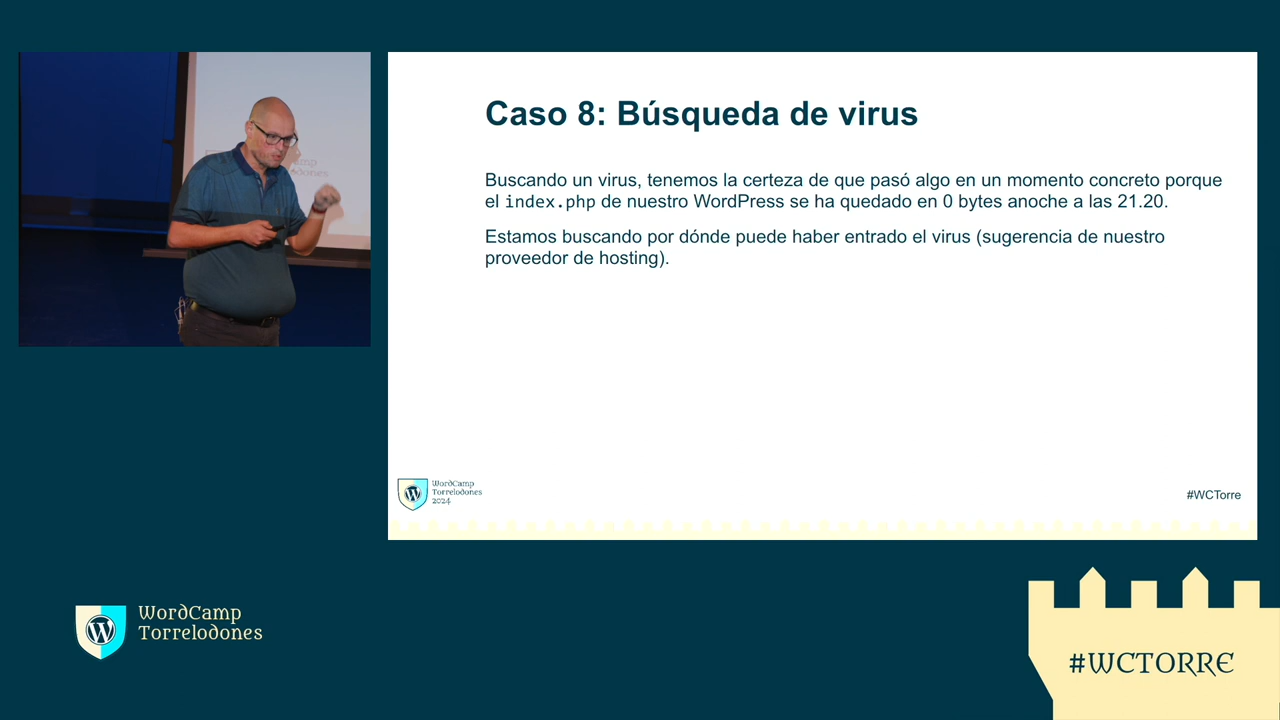 Caso 8: Búsqueda de virus
Buscando un virus, tenemos la certeza de que pasó algo en un momento concreto porque
el index.php de nuestro WordPress se ha quedado en 0 bytes anoche a las 21.20.
Estamos buscando por dónde puede haber entrado el virus (sugerencia de nuestro
proveedor de hosting).
WordCamp
Torrelodones
2024
#WCTorre
WordCamp
Torrelodones
#WCTORRE